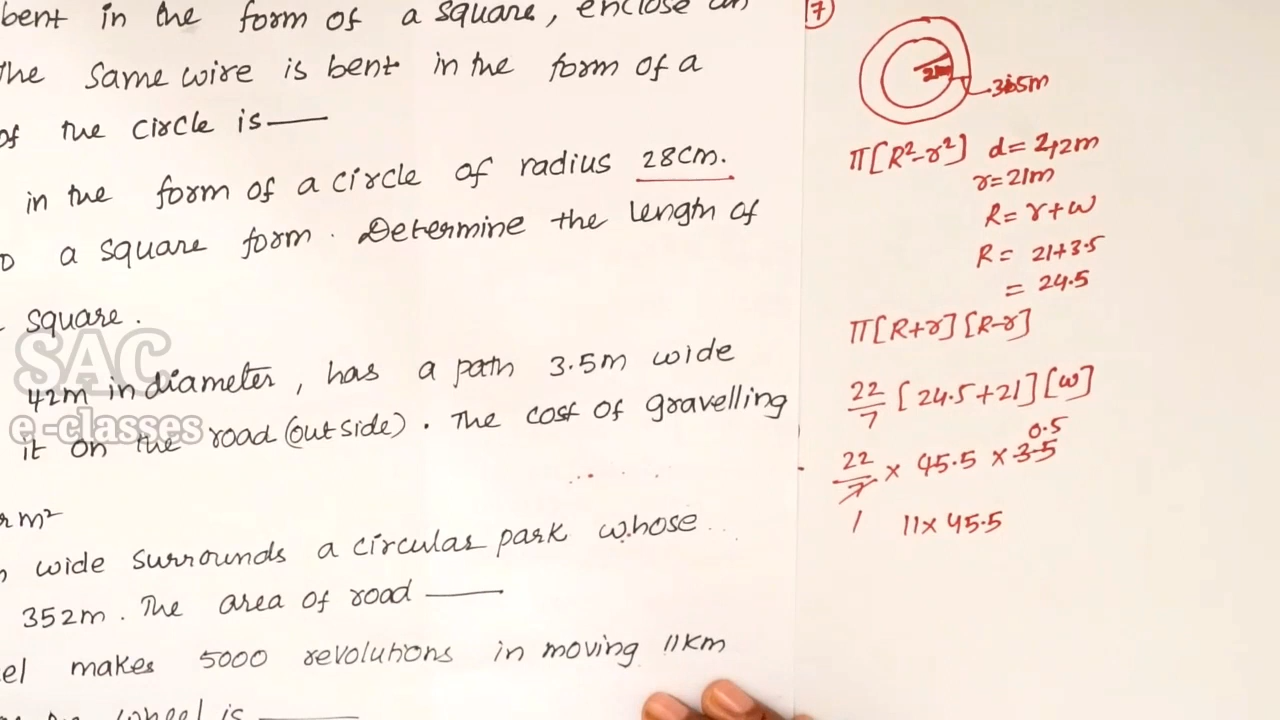 bent in the form of a square, enclose an
the same wire is bent in the form of a
of the circle is——
in the form of a circle of radius 28cm.
a square form. Determine the length of
square.
42m in diameter, has a path 3.5m wide
it on the road (outside). The cost of gravelling
m²
wide surrounds a circular park whose
352m. The area of road ——
makes 5000 revolutions in moving 11km
wheel is ——
SAC
e-classes
7
3.5m
π[R²-r²] d= 42m
r=21m
R= r+w
R= 21+3.5
= 24.5
π[R+r][R-r]
22/7 [24.5+21][w]
0.5
22/7 × 45.5 × 3.5
1 11×45.5